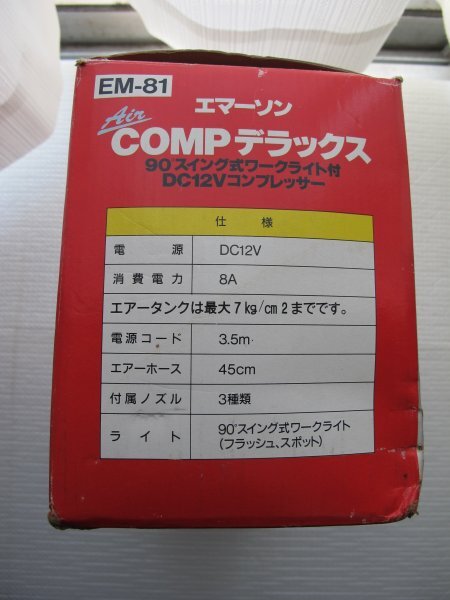 EM-81
エマーソン
Air
COMPデラックス
90°スイング式ワークライト付
DC12Vコンプレッサー
仕様
電源 DC12V
消費電力 8A
エアータンクは最大7kg/cm2までです。
電源コード 3.5m
エアーホース 45cm
付属ノズル 3種類
ライト 90°スイング式ワークライト
(フラッシュ、スポット)